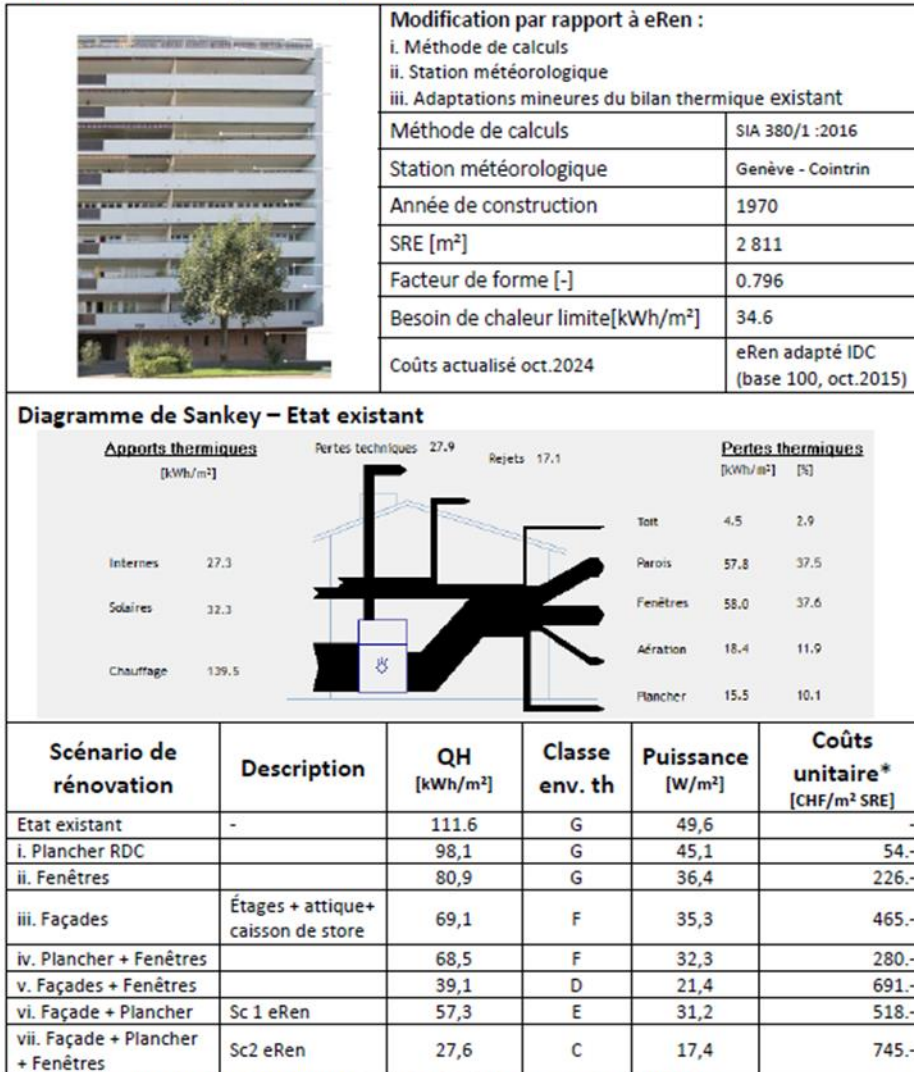 Modification par rapport à eRen :
i. Méthode de calculs
ii. Station météorologique
iii. Adaptations mineures du bilan thermique existant
Méthode de calculs SIA 380/1 :2016
Station météorologique Genève - Cointrin
Année de construction 1970
SRE [m²] 2 811
Facteur de forme [-] 0.796
Besoin de chaleur limite[kWh/m²] 34.6
Coûts actualisé oct.2024 eRen adapté IDC
(base 100, oct.2015)
Diagramme de Sankey – Etat existant
Apports thermiques
[kWh/m²]
Pertes techniques 27.9
Rejets 17.1
Pertes thermiques
[kWh/m²] [%]
Internes 27.3
Solaires 32.3
Chauffage 139.5
Toit 4.5 2.9
Parois 57.8 37.5
Fenêtres 58.0 37.6
Aération 18.4 11.9
Plancher 15.5 10.1
Scénario de
rénovation
Description
QH
[kWh/m²]
Classe
env. th
Puissance
[W/m²]
Coûts
unitaire*
[CHF/m² SRE]
Etat existant - 111.6 G 49,6 -
i. Plancher RDC 98,1 G 45,1 54.-
ii. Fenêtres 80,9 G 36,4 226.-
iii. Façades Étages + attique+
caisson de store 69,1 F 35,3 465.-
iv. Plancher + Fenêtres 68,5 F 32,3 280.-
v. Façades + Fenêtres 39,1 D 21,4 691.-
vi. Façade + Plancher Sc 1 eRen 57,3 E 31,2 518.-
vii. Façade + Plancher
+ Fenêtres Sc2 eRen 27,6 C 17,4 745.-